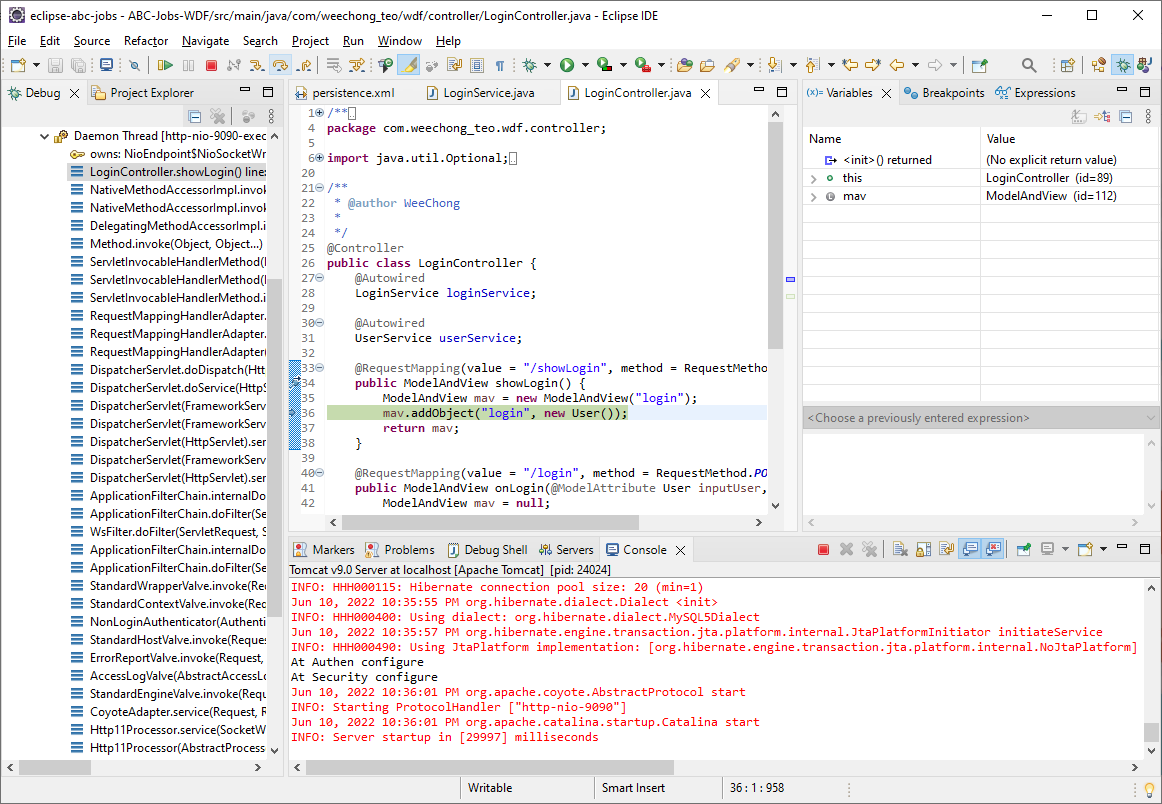 eclipse-abc-jobs - ABC-Jobs-WDF/src/main/java/com/weechong_teo/wdf/controller/LoginController.java - Eclipse IDE
File Edit Source Refactor Navigate Search Project Run Window Help
Debug Project Explorer
Daemon Thread [http-nio-9090-exec
owns: NioEndpoint$NioSocketWr
LoginController.showLogin() line:
NativeMethodAccessorImpl.invok
NativeMethodAccessorImpl.invok
DelegatingMethodAccessorImpl.i
Method.invoke(Object, Object...)
ServletInvocableHandlerMethod(I
ServletInvocableHandlerMethod(I
ServletInvocableHandlerMethod.i
RequestMappingHandlerAdapter.
RequestMappingHandlerAdapter.
RequestMappingHandlerAdapter(
DispatcherServlet.doDispatch(Htt
DispatcherServlet.doService(HttpS
DispatcherServlet(FrameworkServ
DispatcherServlet(FrameworkServ
DispatcherServlet(HttpServlet).ser
DispatcherServlet(FrameworkServ
DispatcherServlet(HttpServlet).ser
ApplicationFilterChain.internalDo
ApplicationFilterChain.doFilter(Se
WsFilter.doFilter(ServletRequest, S
ApplicationFilterChain.internalDo
ApplicationFilterChain.doFilter(Se
StandardWrapperValve.invoke(Re
StandardContextValve.invoke(Req
NonLoginAuthenticator(Authenti
StandardHostValve.invoke(Reque
ErrorReportValve.invoke(Request,
AccessLogValve(AbstractAccessLo
StandardEngineValve.invoke(Requ
CoyoteAdapter.service(Request, R
Http11Processor.service(SocketW
Http11Processor(AbstractProcess
persistence.xml LoginService.java LoginController.java
1 /**
4 package com.weechong_teo.wdf.controller;
5
6 import java.util.Optional;
20
21 /**
22 * @author WeeChong
23 *
24 */
25 @Controller
26 public class LoginController {
27 @Autowired
28 LoginService loginService;
29
30 @Autowired
31 UserService userService;
32
33 @RequestMapping(value = "/showLogin", method = RequestMetho
34 public ModelAndView showLogin() {
35 ModelAndView mav = new ModelAndView("login");
36 mav.addObject("login", new User());
37 return mav;
38 }
39
40 @RequestMapping(value = "/login", method = RequestMethod.PO
41 public ModelAndView onLogin(@ModelAttribute User inputUser,
42 ModelAndView mav = null;
(x)= Variables Breakpoints Expressions
Name Value
<init>() returned (No explicit return value)
this LoginController (id=89)
mav ModelAndView (id=112)
<Choose a previously entered expression>
Markers Problems Debug Shell Servers Console
Tomcat v9.0 Server at localhost [Apache Tomcat] [pid: 24024]
INFO: HHH000115: Hibernate connection pool size: 20 (min=1)
Jun 10, 2022 10:35:55 PM org.hibernate.dialect.Dialect <init>
INFO: HHH000400: Using dialect: org.hibernate.dialect.MySQL5Dialect
Jun 10, 2022 10:35:57 PM org.hibernate.engine.transaction.jta.platform.internal.JtaPlatformInitiator initiateService
INFO: HHH000490: Using JtaPlatform implementation: [org.hibernate.engine.transaction.jta.platform.internal.NoJtaPlatform]
At Authen configure
At Security configure
Jun 10, 2022 10:36:01 PM org.apache.coyote.AbstractProtocol start
INFO: Starting ProtocolHandler ["http-nio-9090"]
Jun 10, 2022 10:36:01 PM org.apache.catalina.startup.Catalina start
INFO: Server startup in [29997] milliseconds
Writable Smart Insert 36 : 1 : 958